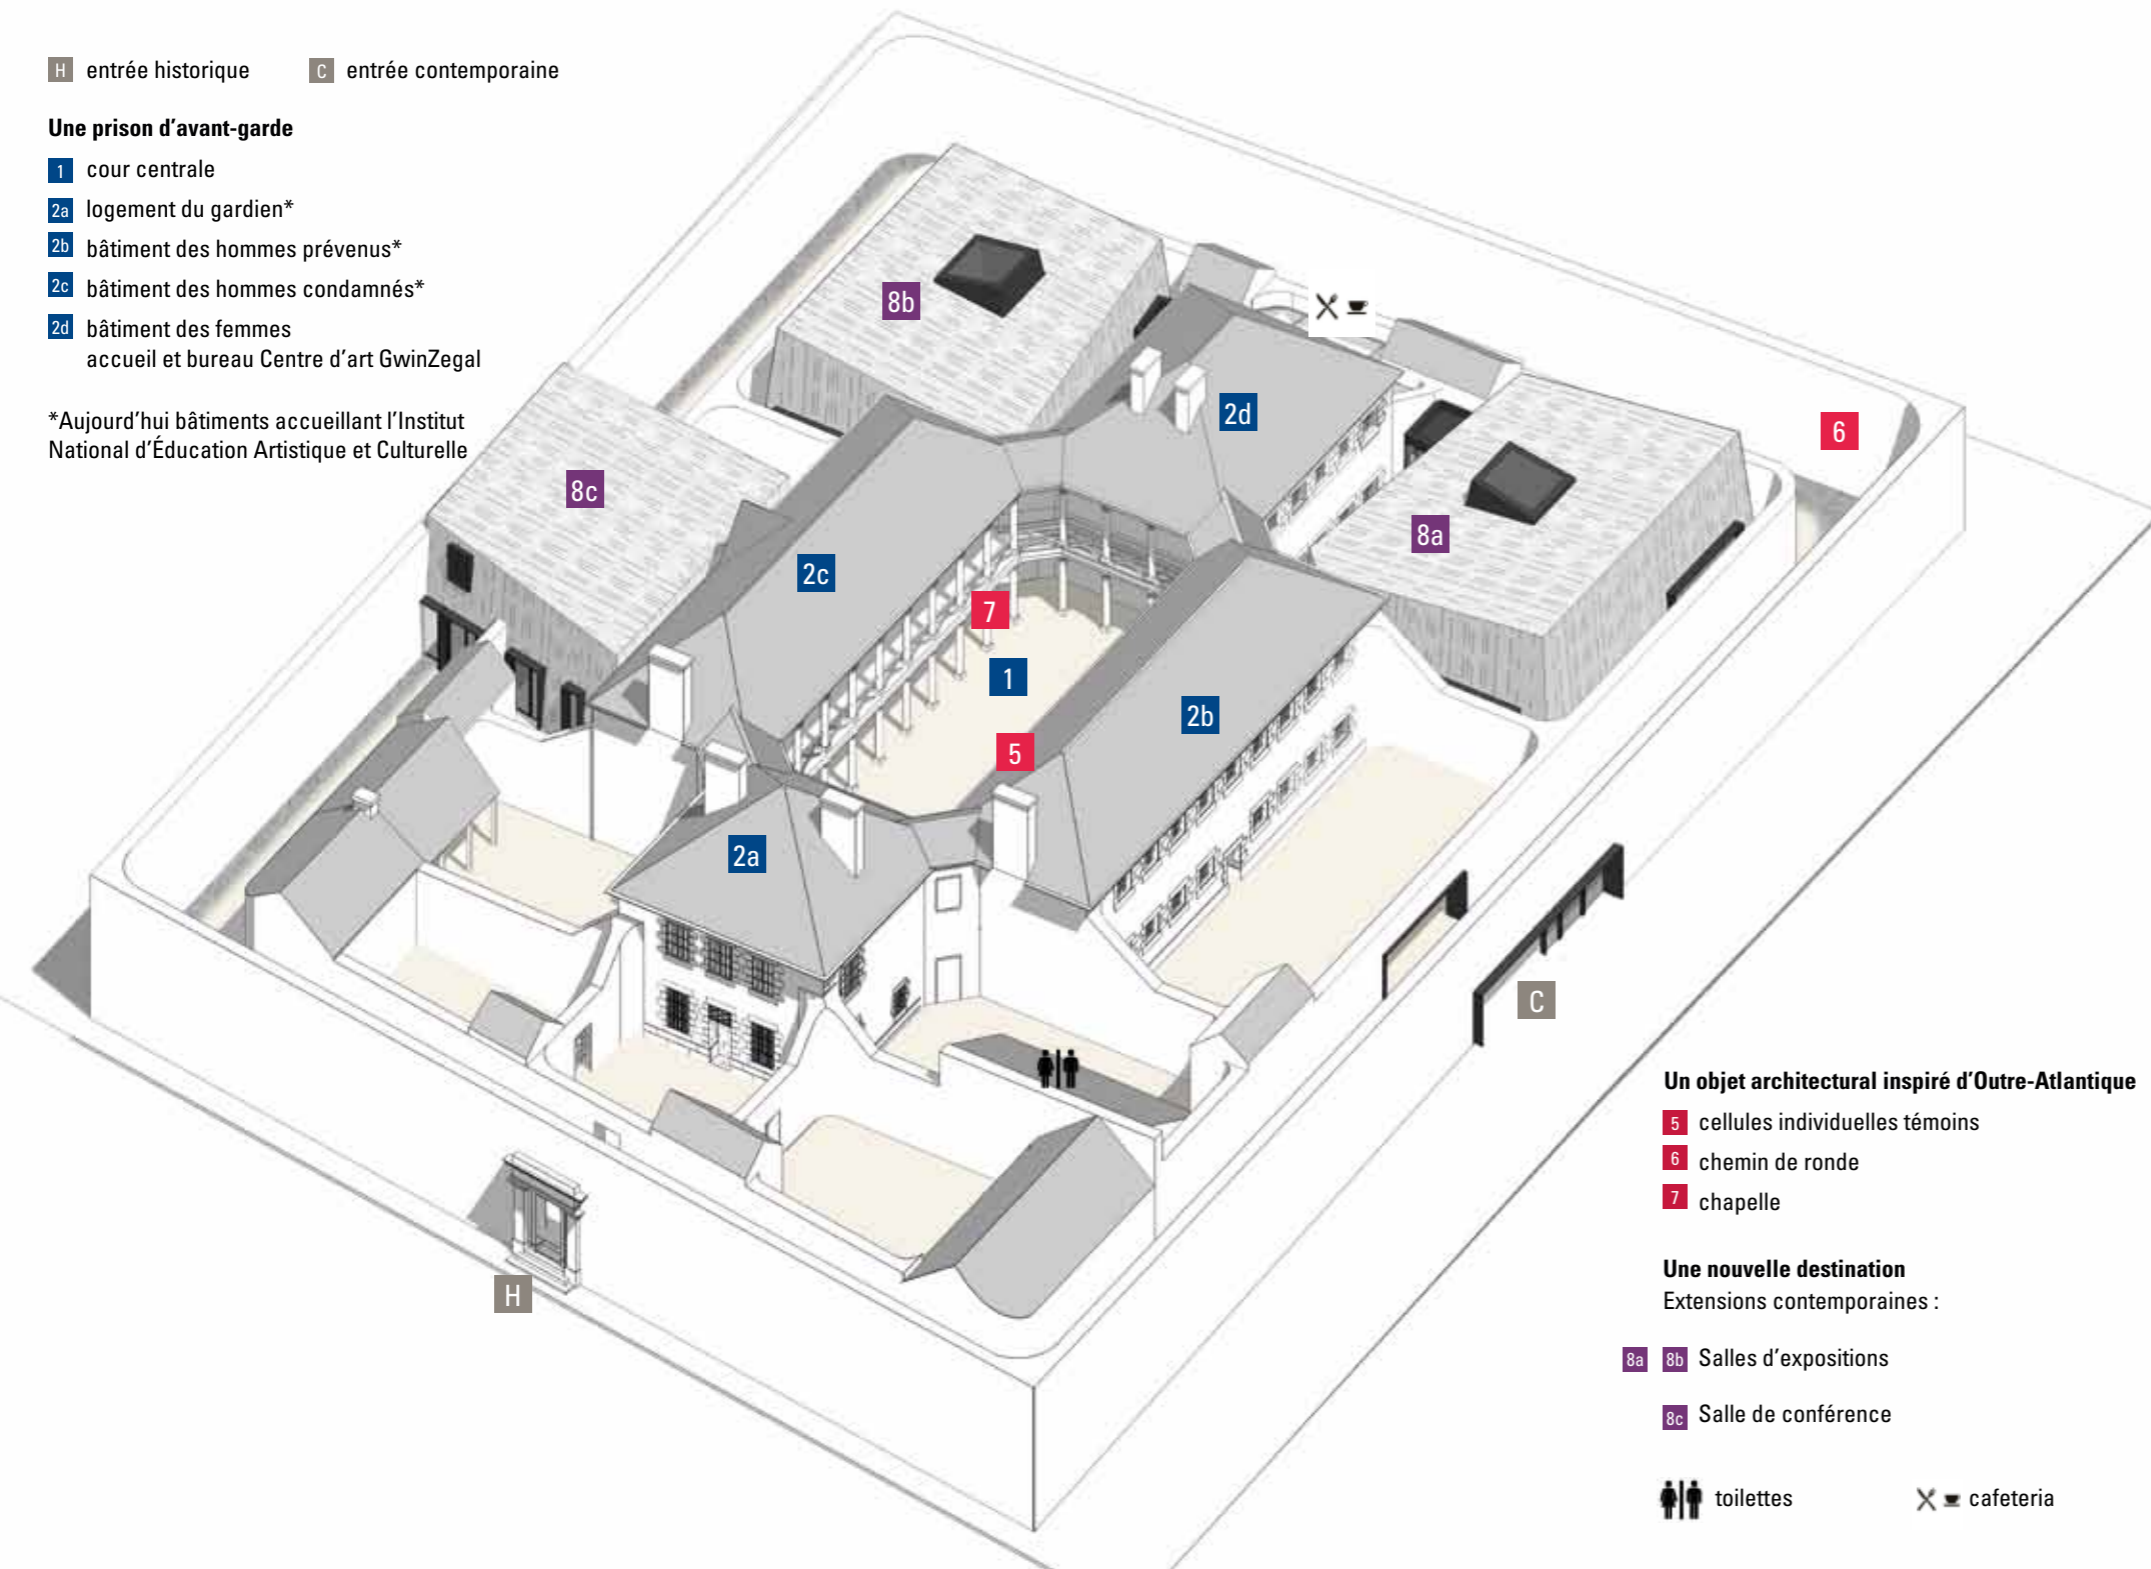 H entrée historique
C entrée contemporaine
Une prison d'avant-garde
1 cour centrale
2a logement du gardien*
2b bâtiment des hommes prévenus*
2c bâtiment des hommes condamnés*
2d bâtiment des femmes
accueil et bureau Centre d'art GwinZegal
*Aujourd'hui bâtiments accueillant l'Institut
National d'Éducation Artistique et Culturelle
8b
2d
6
8c
8a
2c
7
1
2b
5
2a
C
H
Un objet architectural inspiré d'Outre-Atlantique
5 cellules individuelles témoins
6 chemin de ronde
7 chapelle
Une nouvelle destination
Extensions contemporaines :
8a 8b Salles d'expositions
8c Salle de conférence
toilettes
cafeteria